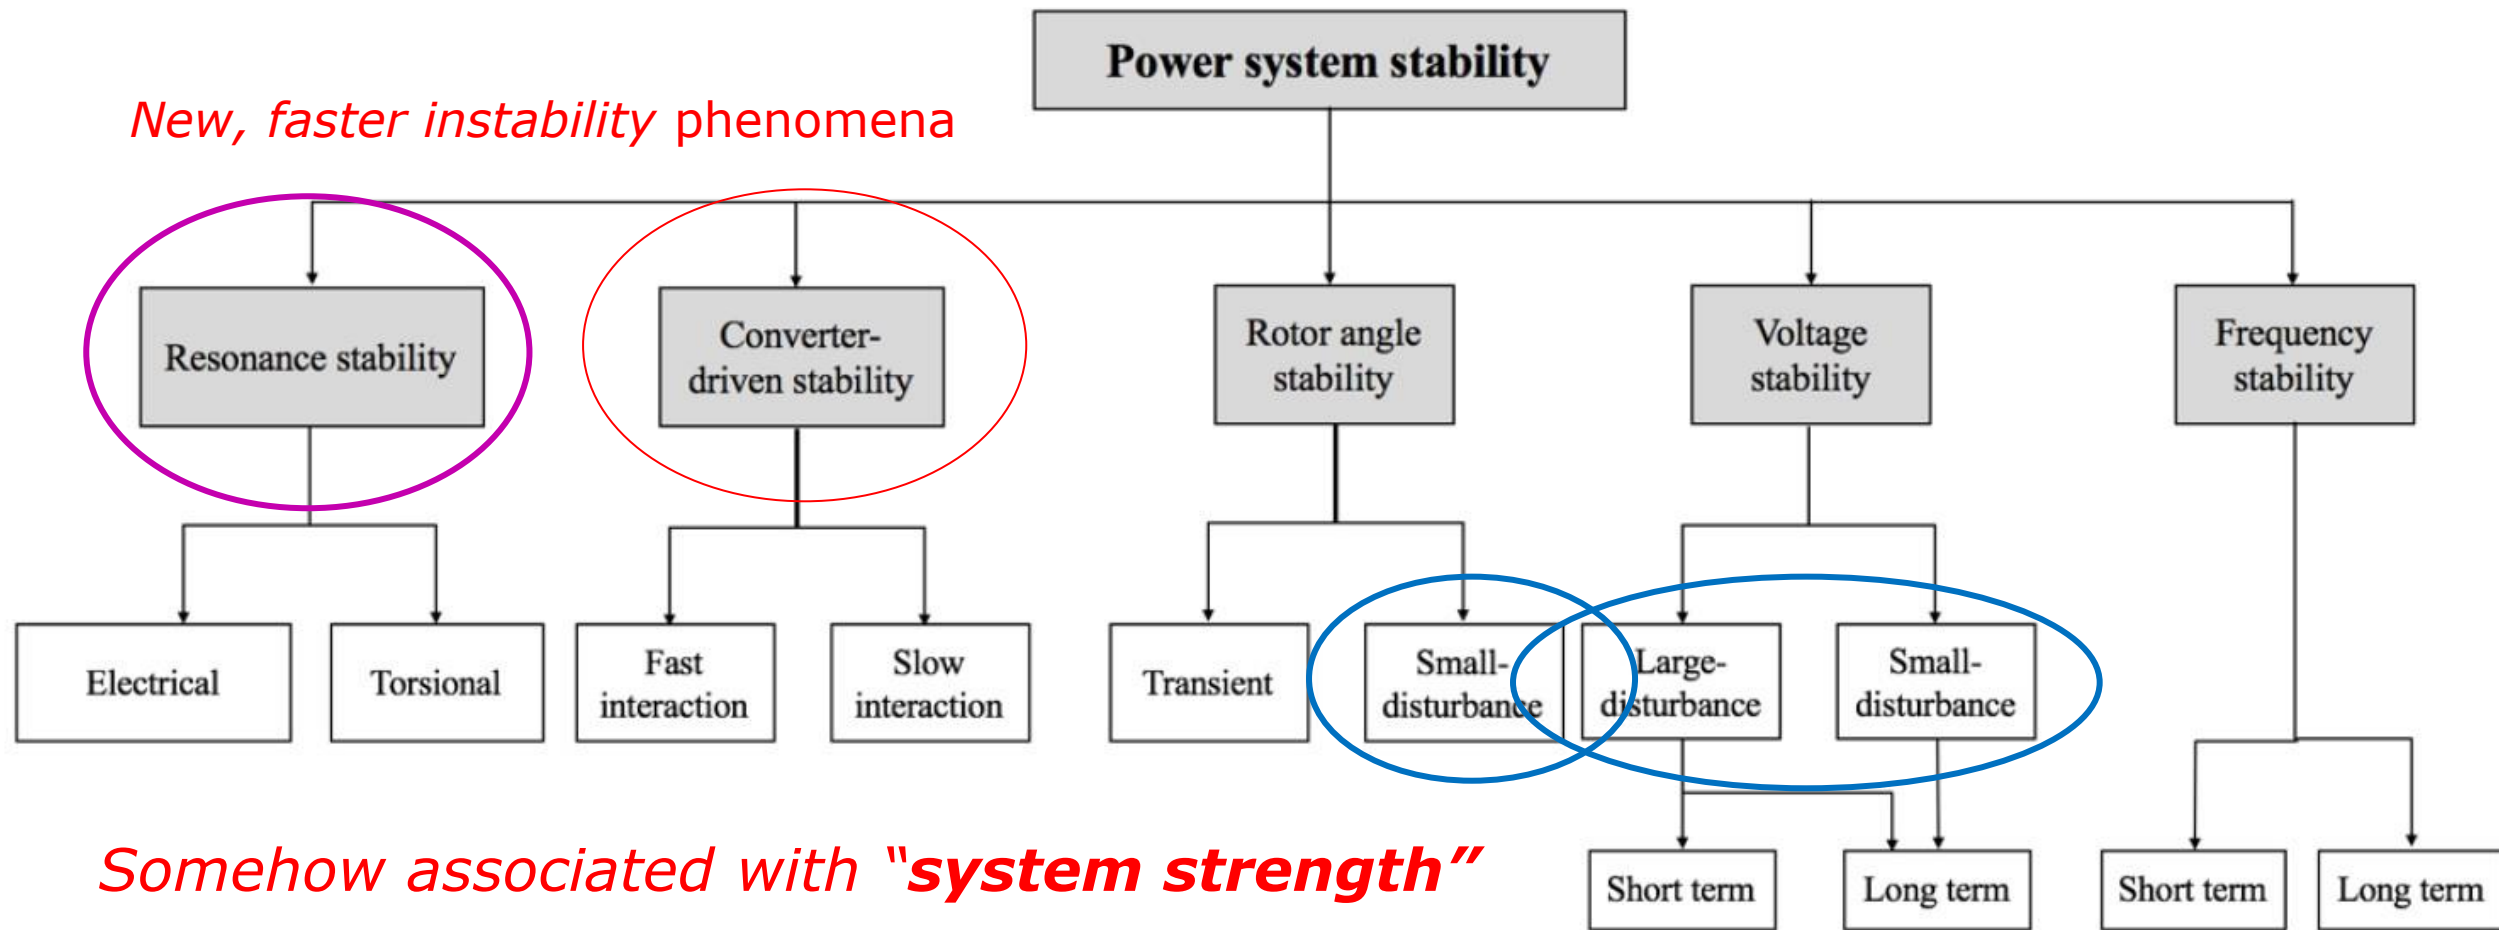 Power system stability
New, faster instability phenomena
Resonance stability
Converter-
driven stability
Rotor angle
stability
Voltage
stability
Frequency
stability
Electrical
Torsional
Fast
interaction
Slow
interaction
Transient
Small-
disturbance
Large-
disturbance
Small-
disturbance
Somehow associated with “system strength”
Short term
Long term
Short term
Long term